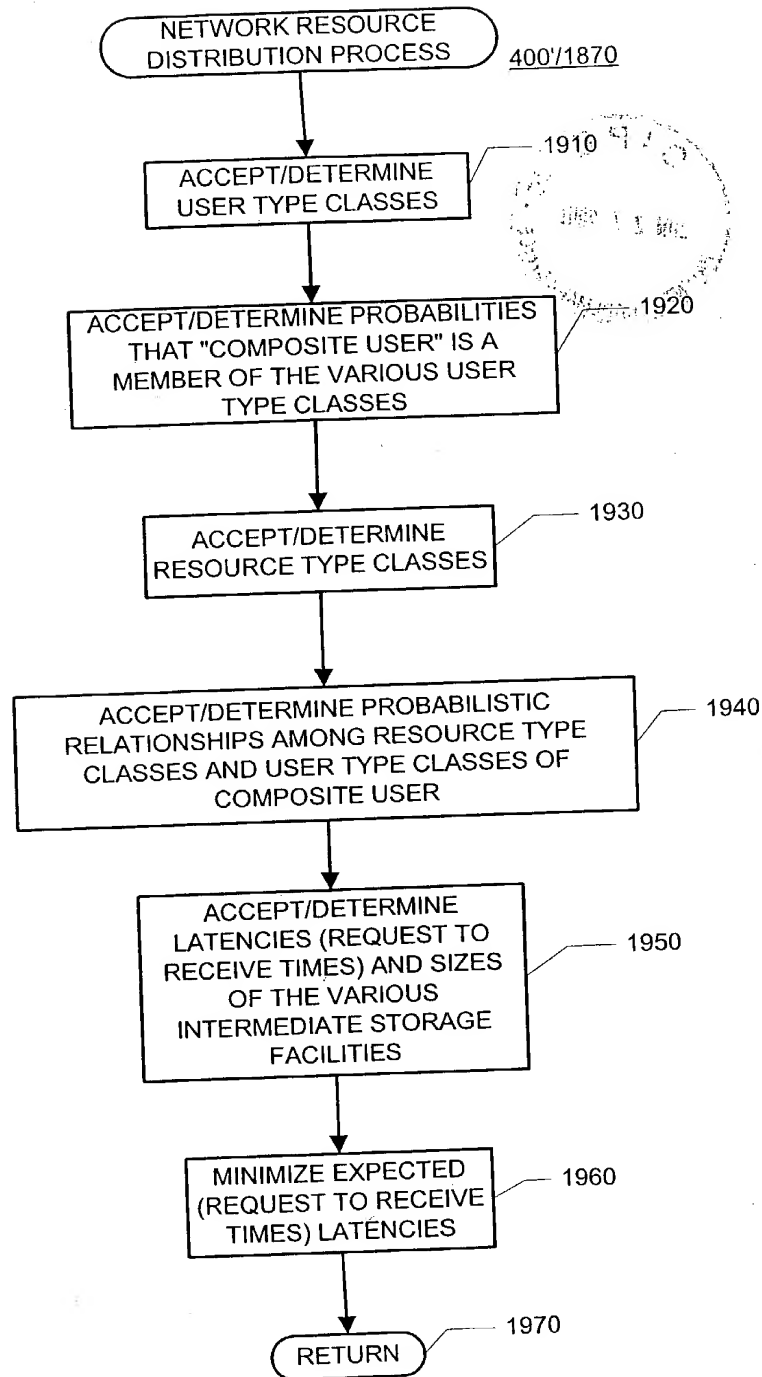 NETWORK RESOURCE
DISTRIBUTION PROCESS
400'/1870
1910
ACCEPT/DETERMINE
USER TYPE CLASSES
1920
ACCEPT/DETERMINE PROBABILITIES
THAT "COMPOSITE USER" IS A
MEMBER OF THE VARIOUS USER
TYPE CLASSES
1930
ACCEPT/DETERMINE
RESOURCE TYPE CLASSES
1940
ACCEPT/DETERMINE PROBABILISTIC
RELATIONSHIPS AMONG RESOURCE TYPE
CLASSES AND USER TYPE CLASSES OF
COMPOSITE USER
1950
ACCEPT/DETERMINE
LATENCIES (REQUEST TO
RECEIVE TIMES) AND SIZES
OF THE VARIOUS
INTERMEDIATE STORAGE
FACILITIES
1960
MINIMIZE EXPECTED
(REQUEST TO RECEIVE
TIMES) LATENCIES
1970
RETURN